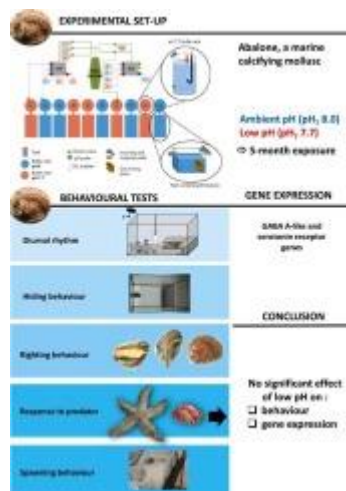 EXPERIMENTAL SET-UP
Abalone, a marine
calcifying mollusc
Ambient pH (pHT 8.0)
Low pH (pHT 7.7)
⇨ 5-month exposure
BEHAVIOURAL TESTS
GENE EXPRESSION
Diurnal rhythm
GABA A-like and
serotonin receptor
genes
Hiding behaviour
CONCLUSION
Righting behaviour
No significant effect
of low pH on :
❑ behaviour
❑ gene expression
Response to predator
Spawning behaviour